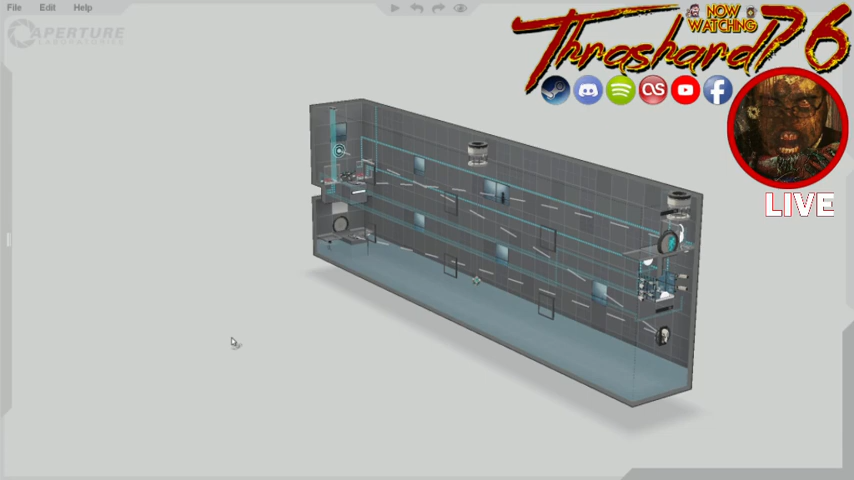 File Edit Help
APERTURE
LABORATORIES
NOW
WATCHING
Thrashard76
LIVE